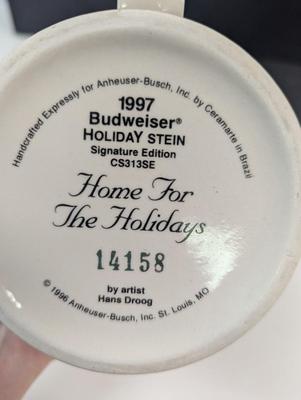 Handcrafted Expressly for Anheuser-Busch, Inc. by Ceramarte in Brazil
1997
Budweiser®
HOLIDAY STEIN
Signature Edition
CS313SE
Home For
The Holidays
14158
by artist
Hans Droog
© 1996 Anheuser-Busch, Inc. St. Louis, MO